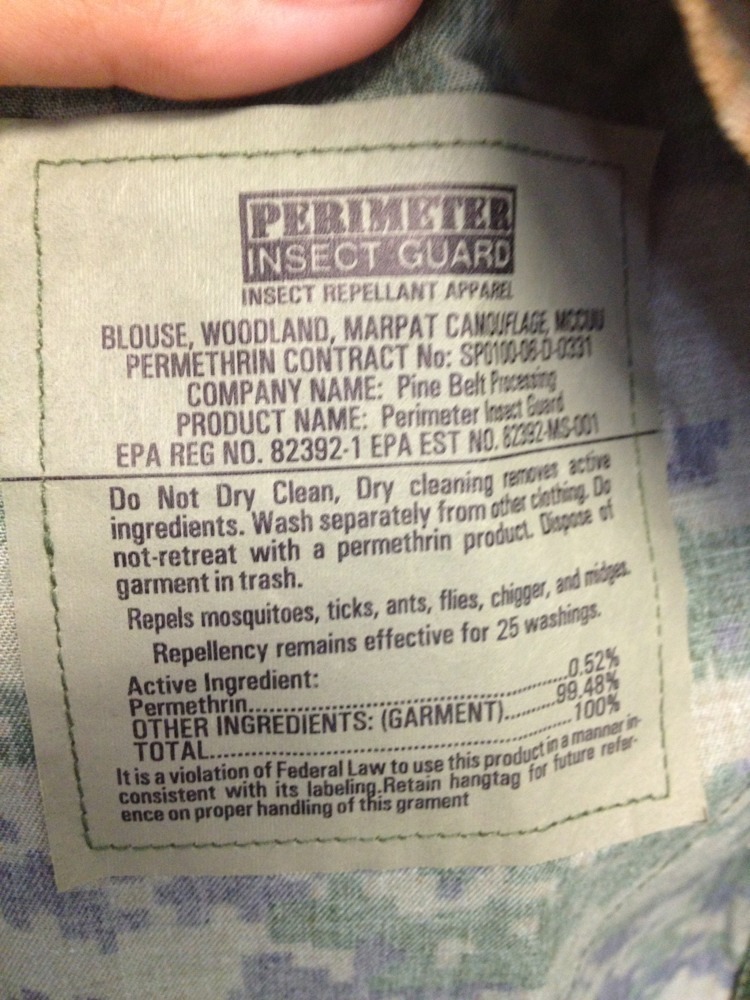 PERIMETER
INSECT GUARD
INSECT REPELLANT APPAREL
BLOUSE, WOODLAND, MARPAT CAMOUFLAGE, MCCUU
PERMETHRIN CONTRACT No: SP0100-06-D-0331
COMPANY NAME: Pine Belt Processing
PRODUCT NAME: Perimeter Insect Guard
EPA REG NO. 82392-1 EPA EST NO. 82392-MS-001
Do Not Dry Clean, Dry cleaning removes active
ingredients. Wash separately from other clothing. Do
not-retreat with a permethrin product. Dispose of
garment in trash.
Repels mosquitoes, ticks, ants, flies, chigger, and midges.
Repellency remains effective for 25 washings.
Active Ingredient:
Permethrin..........................................0.52%
OTHER INGREDIENTS: (GARMENT).........99.48%
TOTAL................................................100%
It is a violation of Federal Law to use this product in a manner in-
consistent with its labeling.Retain hangtag for future refer-
ence on proper handling of this grament